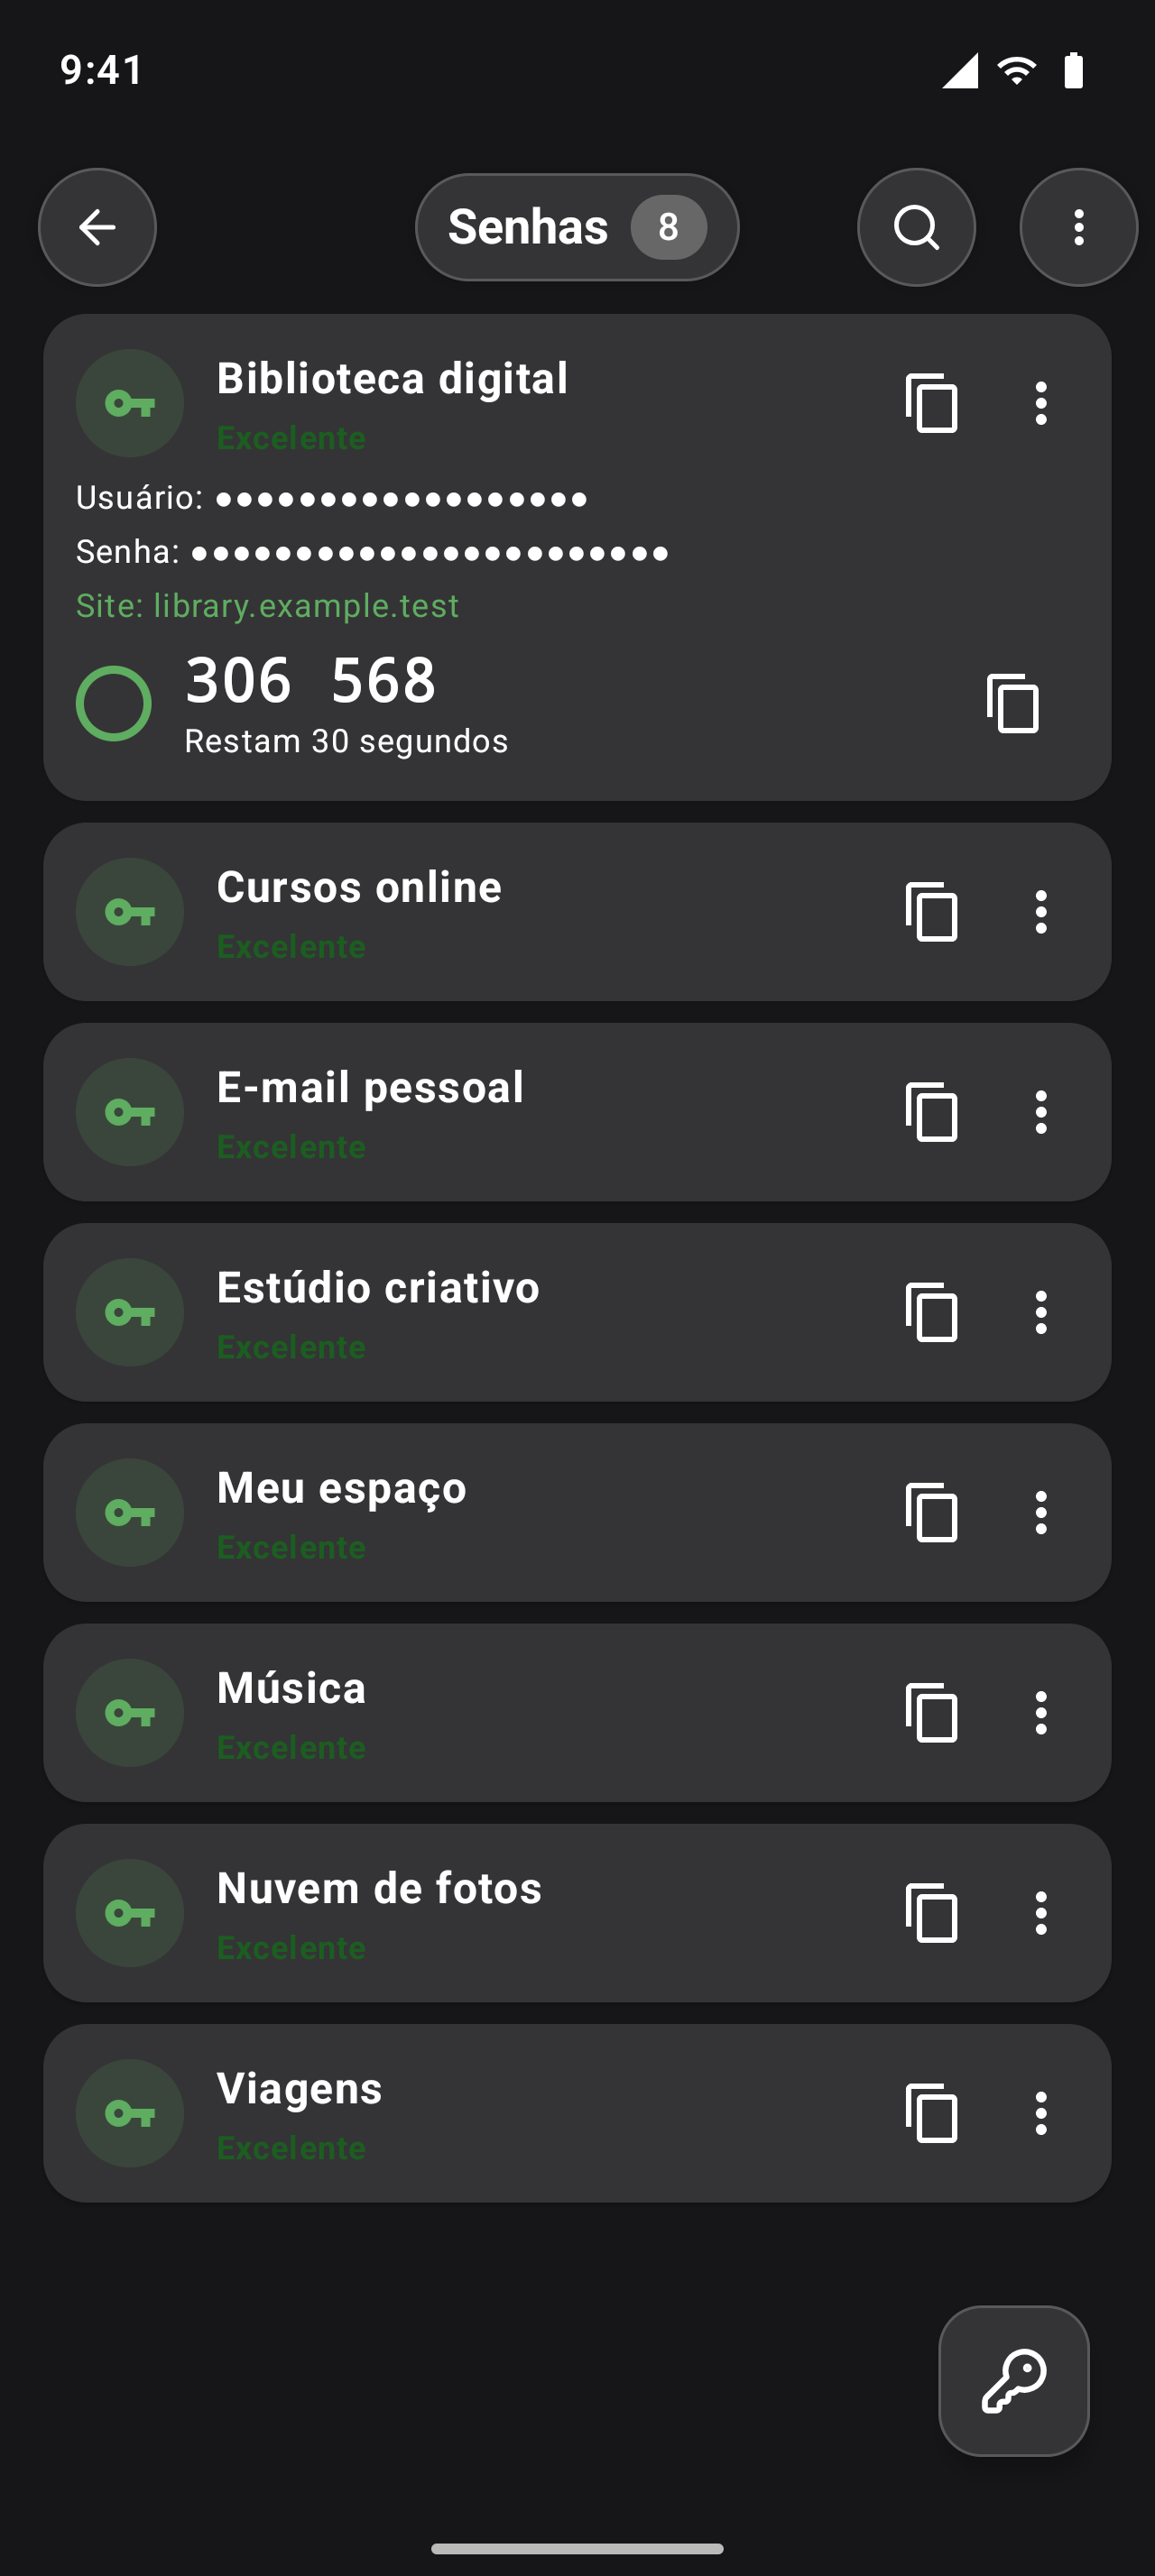 9:41
Senhas 8
Biblioteca digital
Excelente
Usuário: ••••••••••••••••••
Senha: •••••••••••••••••••••••
Site: library.example.test
306 568
Restam 30 segundos
Cursos online
Excelente
E-mail pessoal
Excelente
Estúdio criativo
Excelente
Meu espaço
Excelente
Música
Excelente
Nuvem de fotos
Excelente
Viagens
Excelente